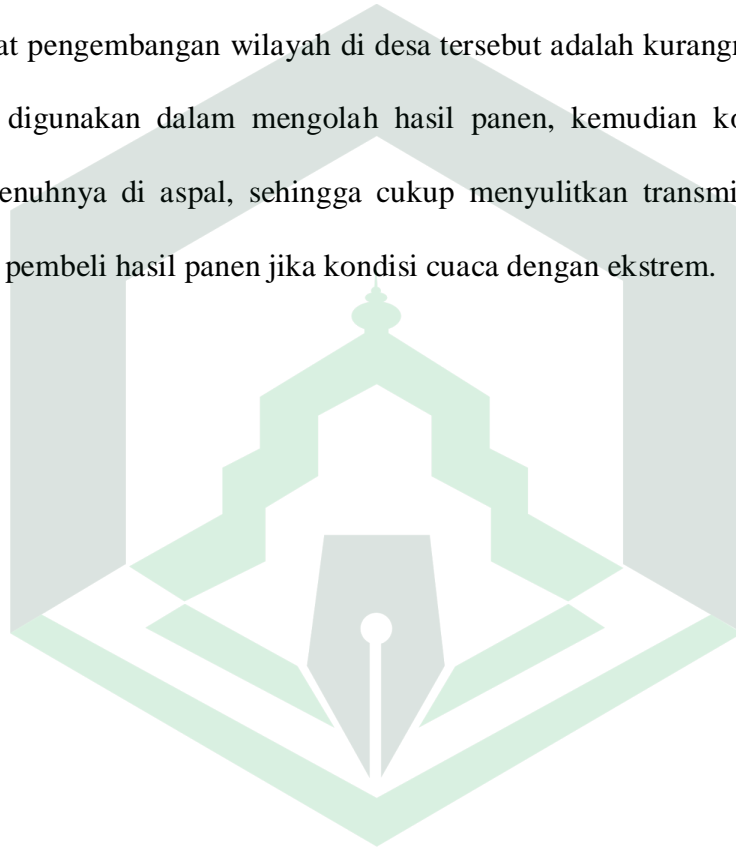 at pengembangan wilayah di desa tersebut adalah kurangn
digunakan dalam mengolah hasil panen, kemudian ko
enuhnya di aspal, sehingga cukup menyulitkan transmi
pembeli hasil panen jika kondisi cuaca dengan ekstrem.